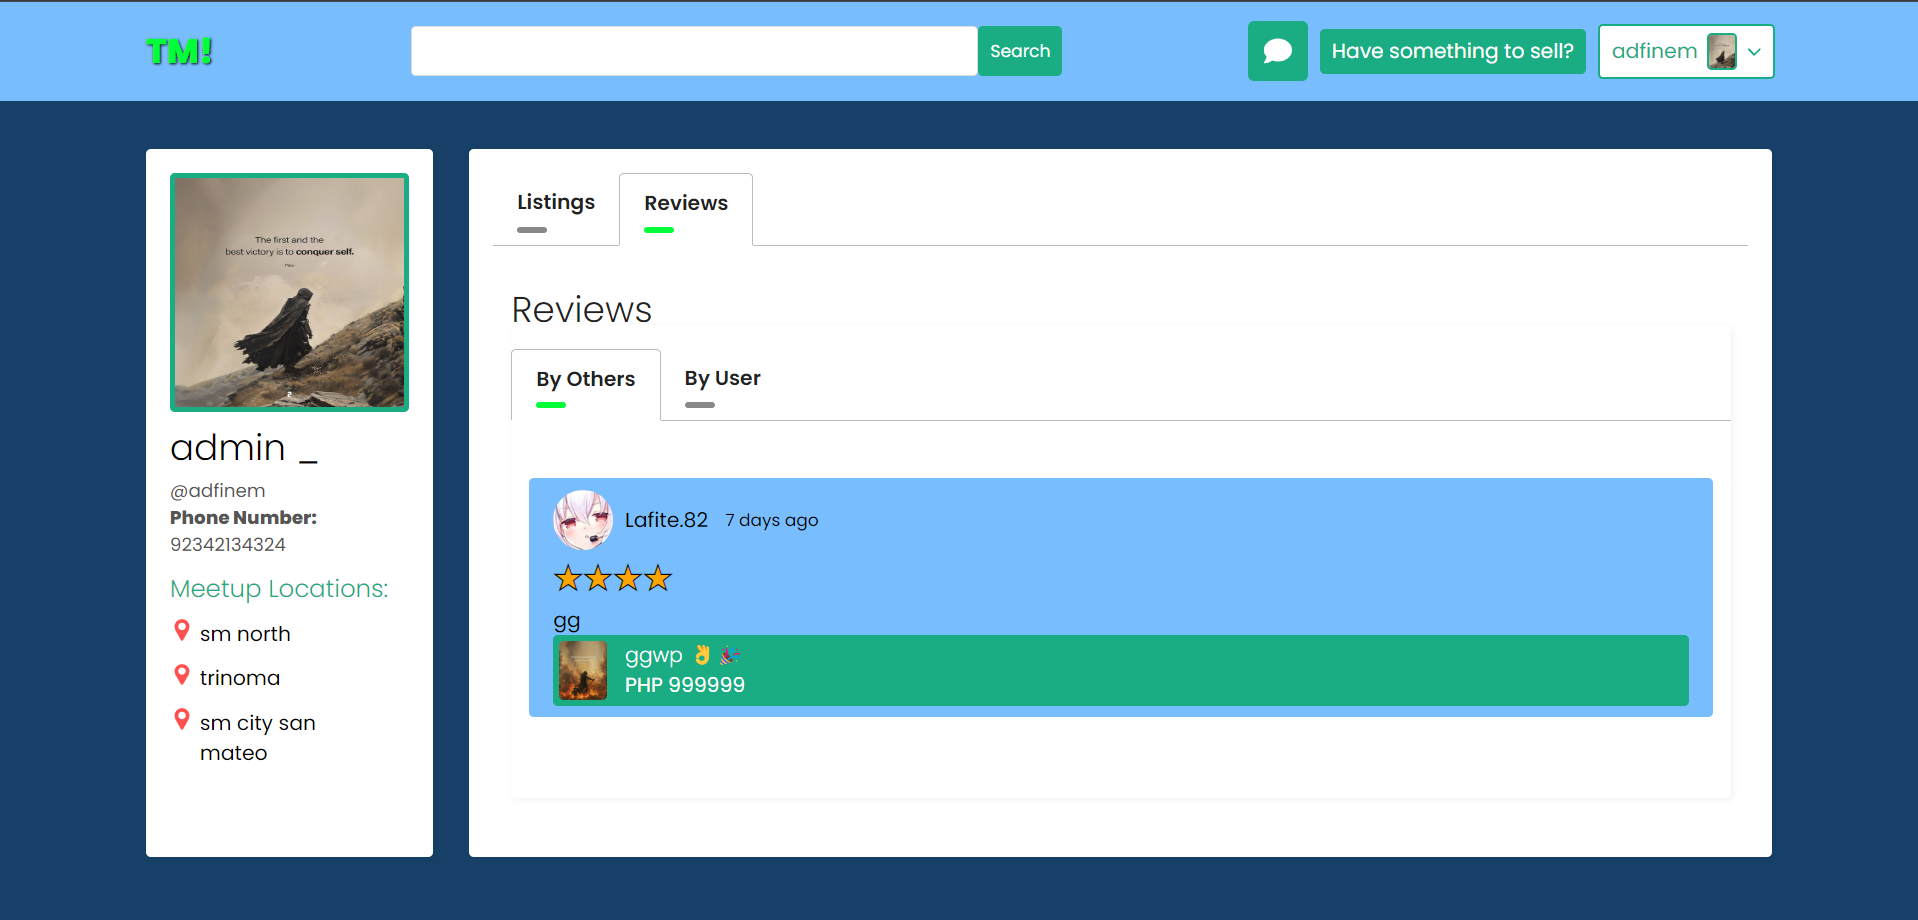 TM!
Search
Have something to sell?
adfinem
The first and the
best victory is to conquer self.
admin _
@adfinem
Phone Number:
92342134324
Meetup Locations:
sm north
trinoma
sm city san
mateo
Listings
Reviews
Reviews
By Others
By User
Lafite.82
7 days ago
★★★★
gg
ggwp 👌🎉
PHP 999999